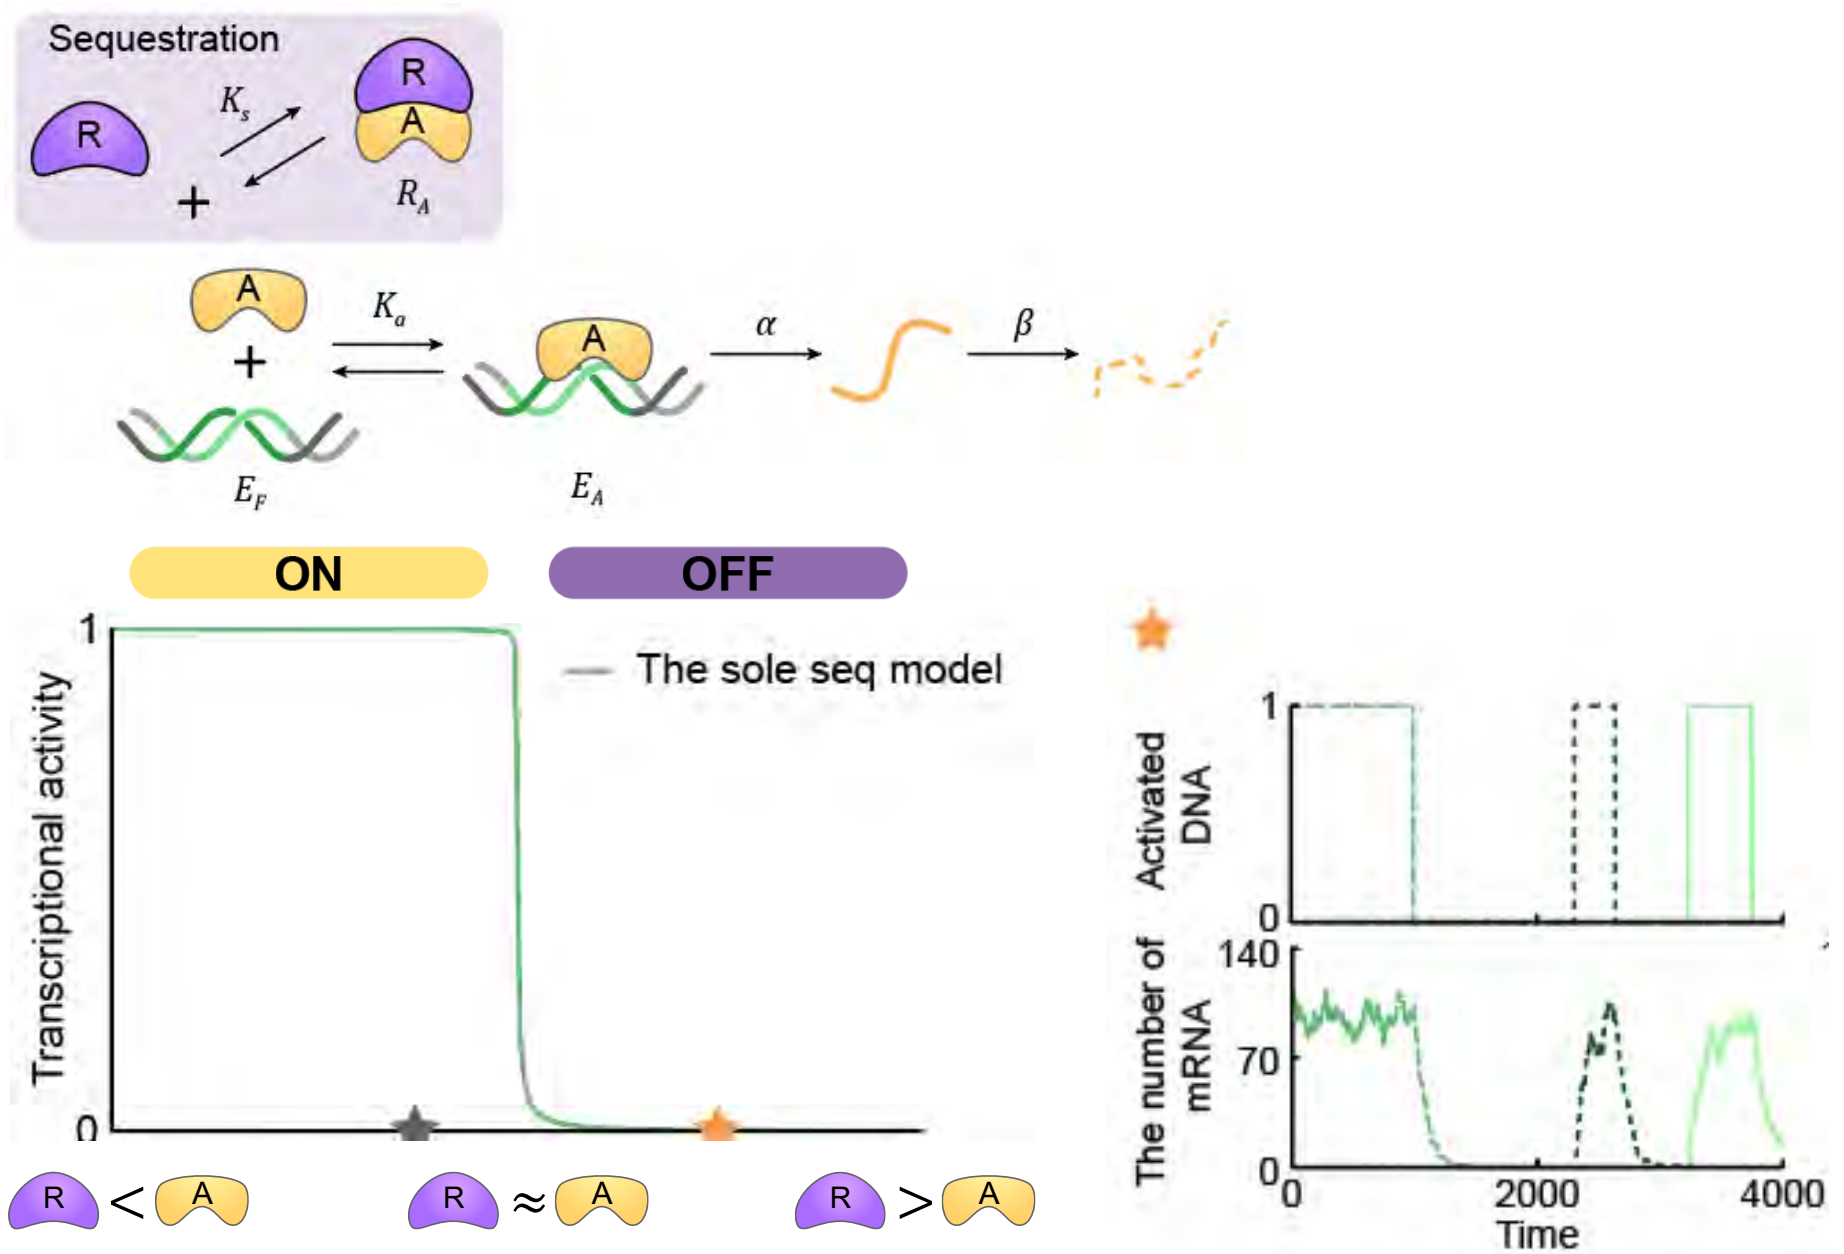 Sequestration
R
A
R
K_s
+
R_A
A
+
K_a
A
α
β
E_F
E_A
ON
OFF
1
0
Transcriptional activity
The sole seq model
R < A
R ≈ A
R > A
Activated
DNA
1
0
The number of
mRNA
140
70
0
0
2000
4000
Time